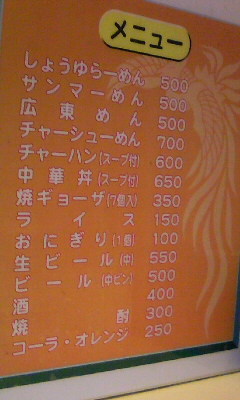 メニュー
しょうゆらーめん 500
サンマーめん 500
広東めん 500
チャーシューめん 700
チャーハン(スープ付) 600
中華丼(スープ付) 650
焼ギョーザ(7個入) 350
ライス 150
おにぎり(1個) 100
生ビール(中) 550
ビール(中ビン) 500
酒 400
焼酎 300
コーラ・オレンジ 250